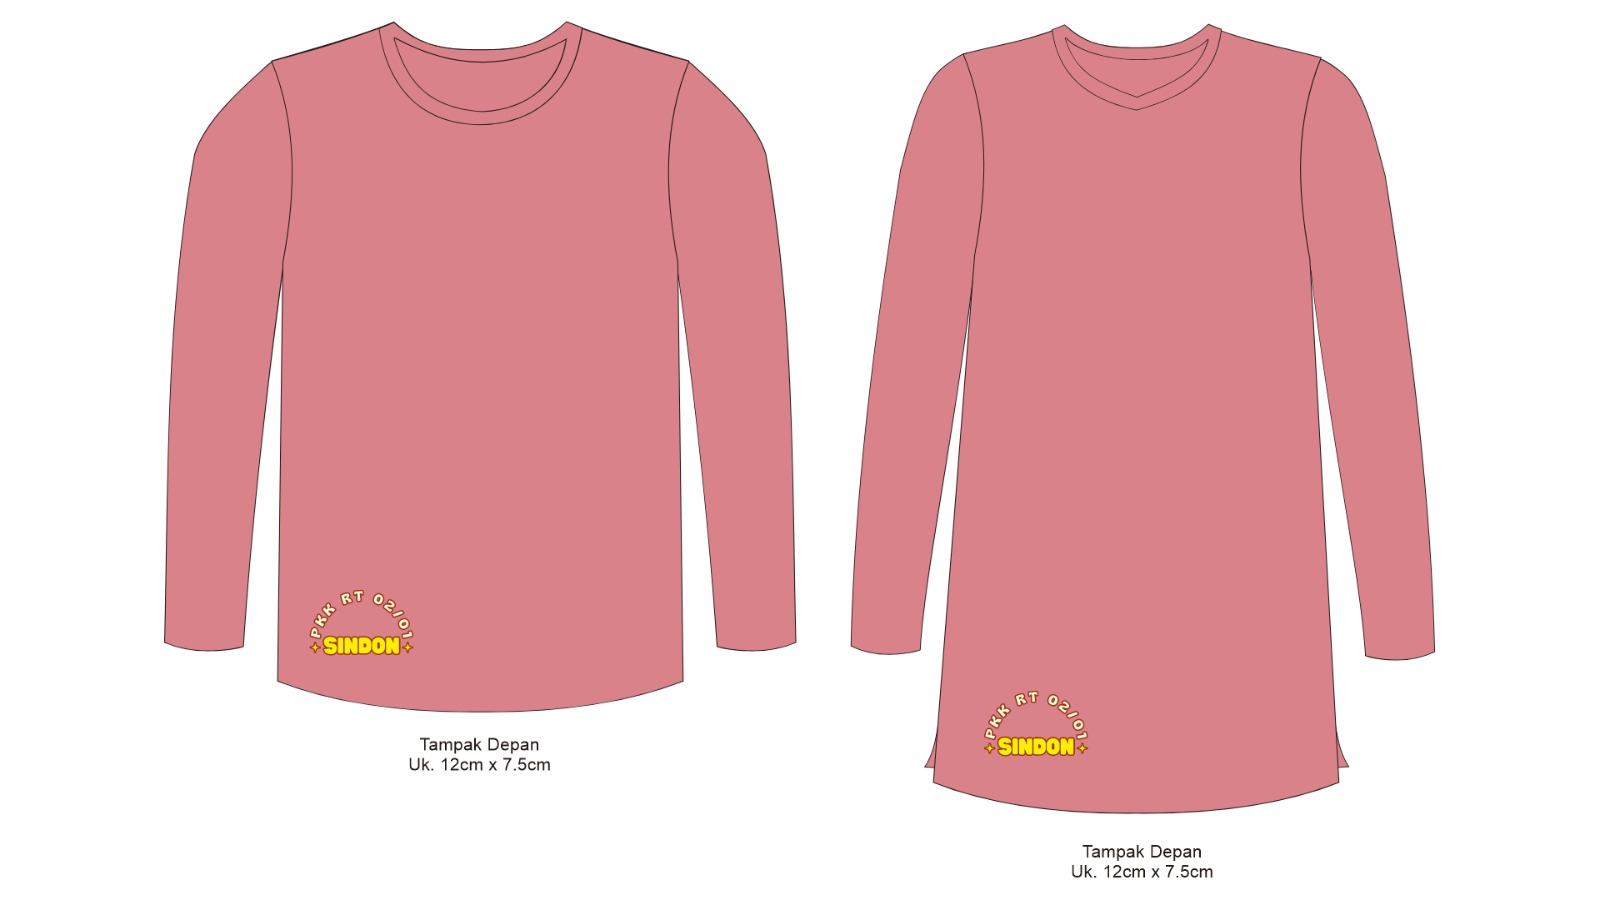 PKK RT 02/01
SINDON
Tampak Depan
Uk. 12cm x 7.5cm
PKK RT 02/01
SINDON
Tampak Depan
Uk. 12cm x 7.5cm